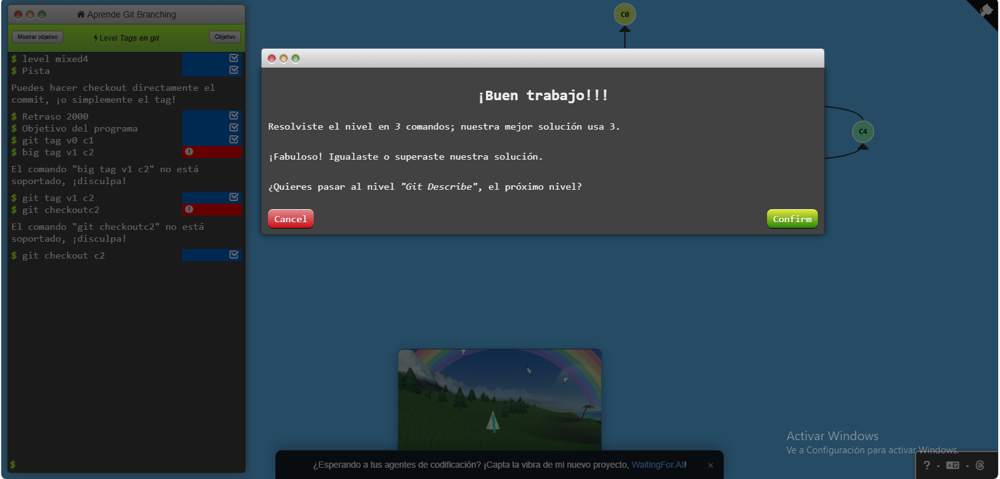 Aprende Git Branching
Mostrar objetivo
Level Tags en git
Objetivo
$ level mixed4
$ Pista
Puedes hacer checkout directamente el
commit, ¡o simplemente el tag!
$ Retraso 2000
$ Objetivo del programa
$ git tag v0 c1
$ big tag v1 c2
El comando "big tag v1 c2" no está
soportado, ¡disculpa!
$ git tag v1 c2
$ git checkoutc2
El comando "git checkoutc2" no está
soportado, ¡disculpa!
$ git checkout c2
$
C0
¡Buen trabajo!!!
Resolviste el nivel en 3 comandos; nuestra mejor solución usa 3.
¡Fabuloso! Igualaste o superaste nuestra solución.
¿Quieres pasar al nivel "Git Describe", el próximo nivel?
Cancel
Confirm
C4
¿Esperando a tus agentes de codificación? ¡Capta la vibra de mi nuevo proyecto, WaitingFor.AI!
×
Activar Windows
Ve a Configuración para activar Windows.
?